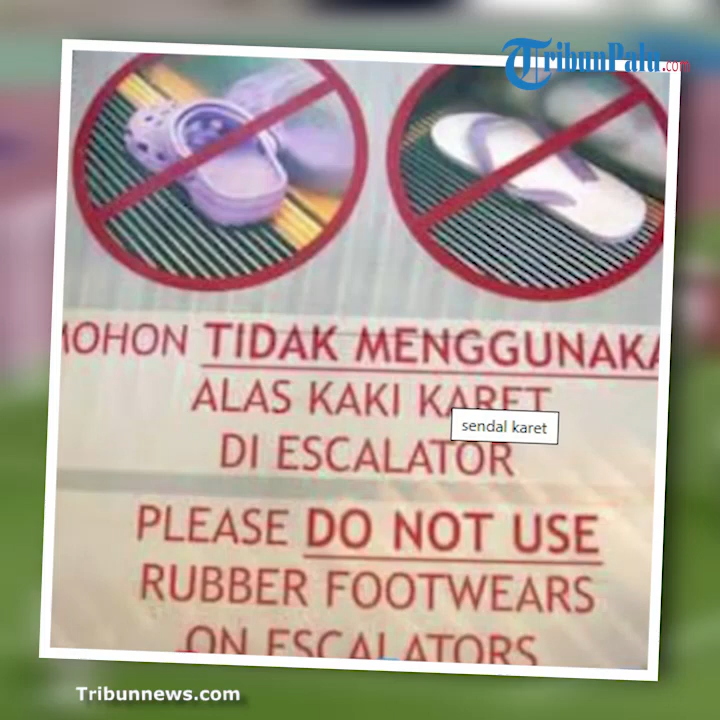 TribunPalu.com
MOHON TIDAK MENGGUNAKA
ALAS KAKI KARET
sendal karet
DI ESCALATOR
PLEASE DO NOT USE
RUBBER FOOTWEARS
ON ESCALATORS
Tribunnews.com